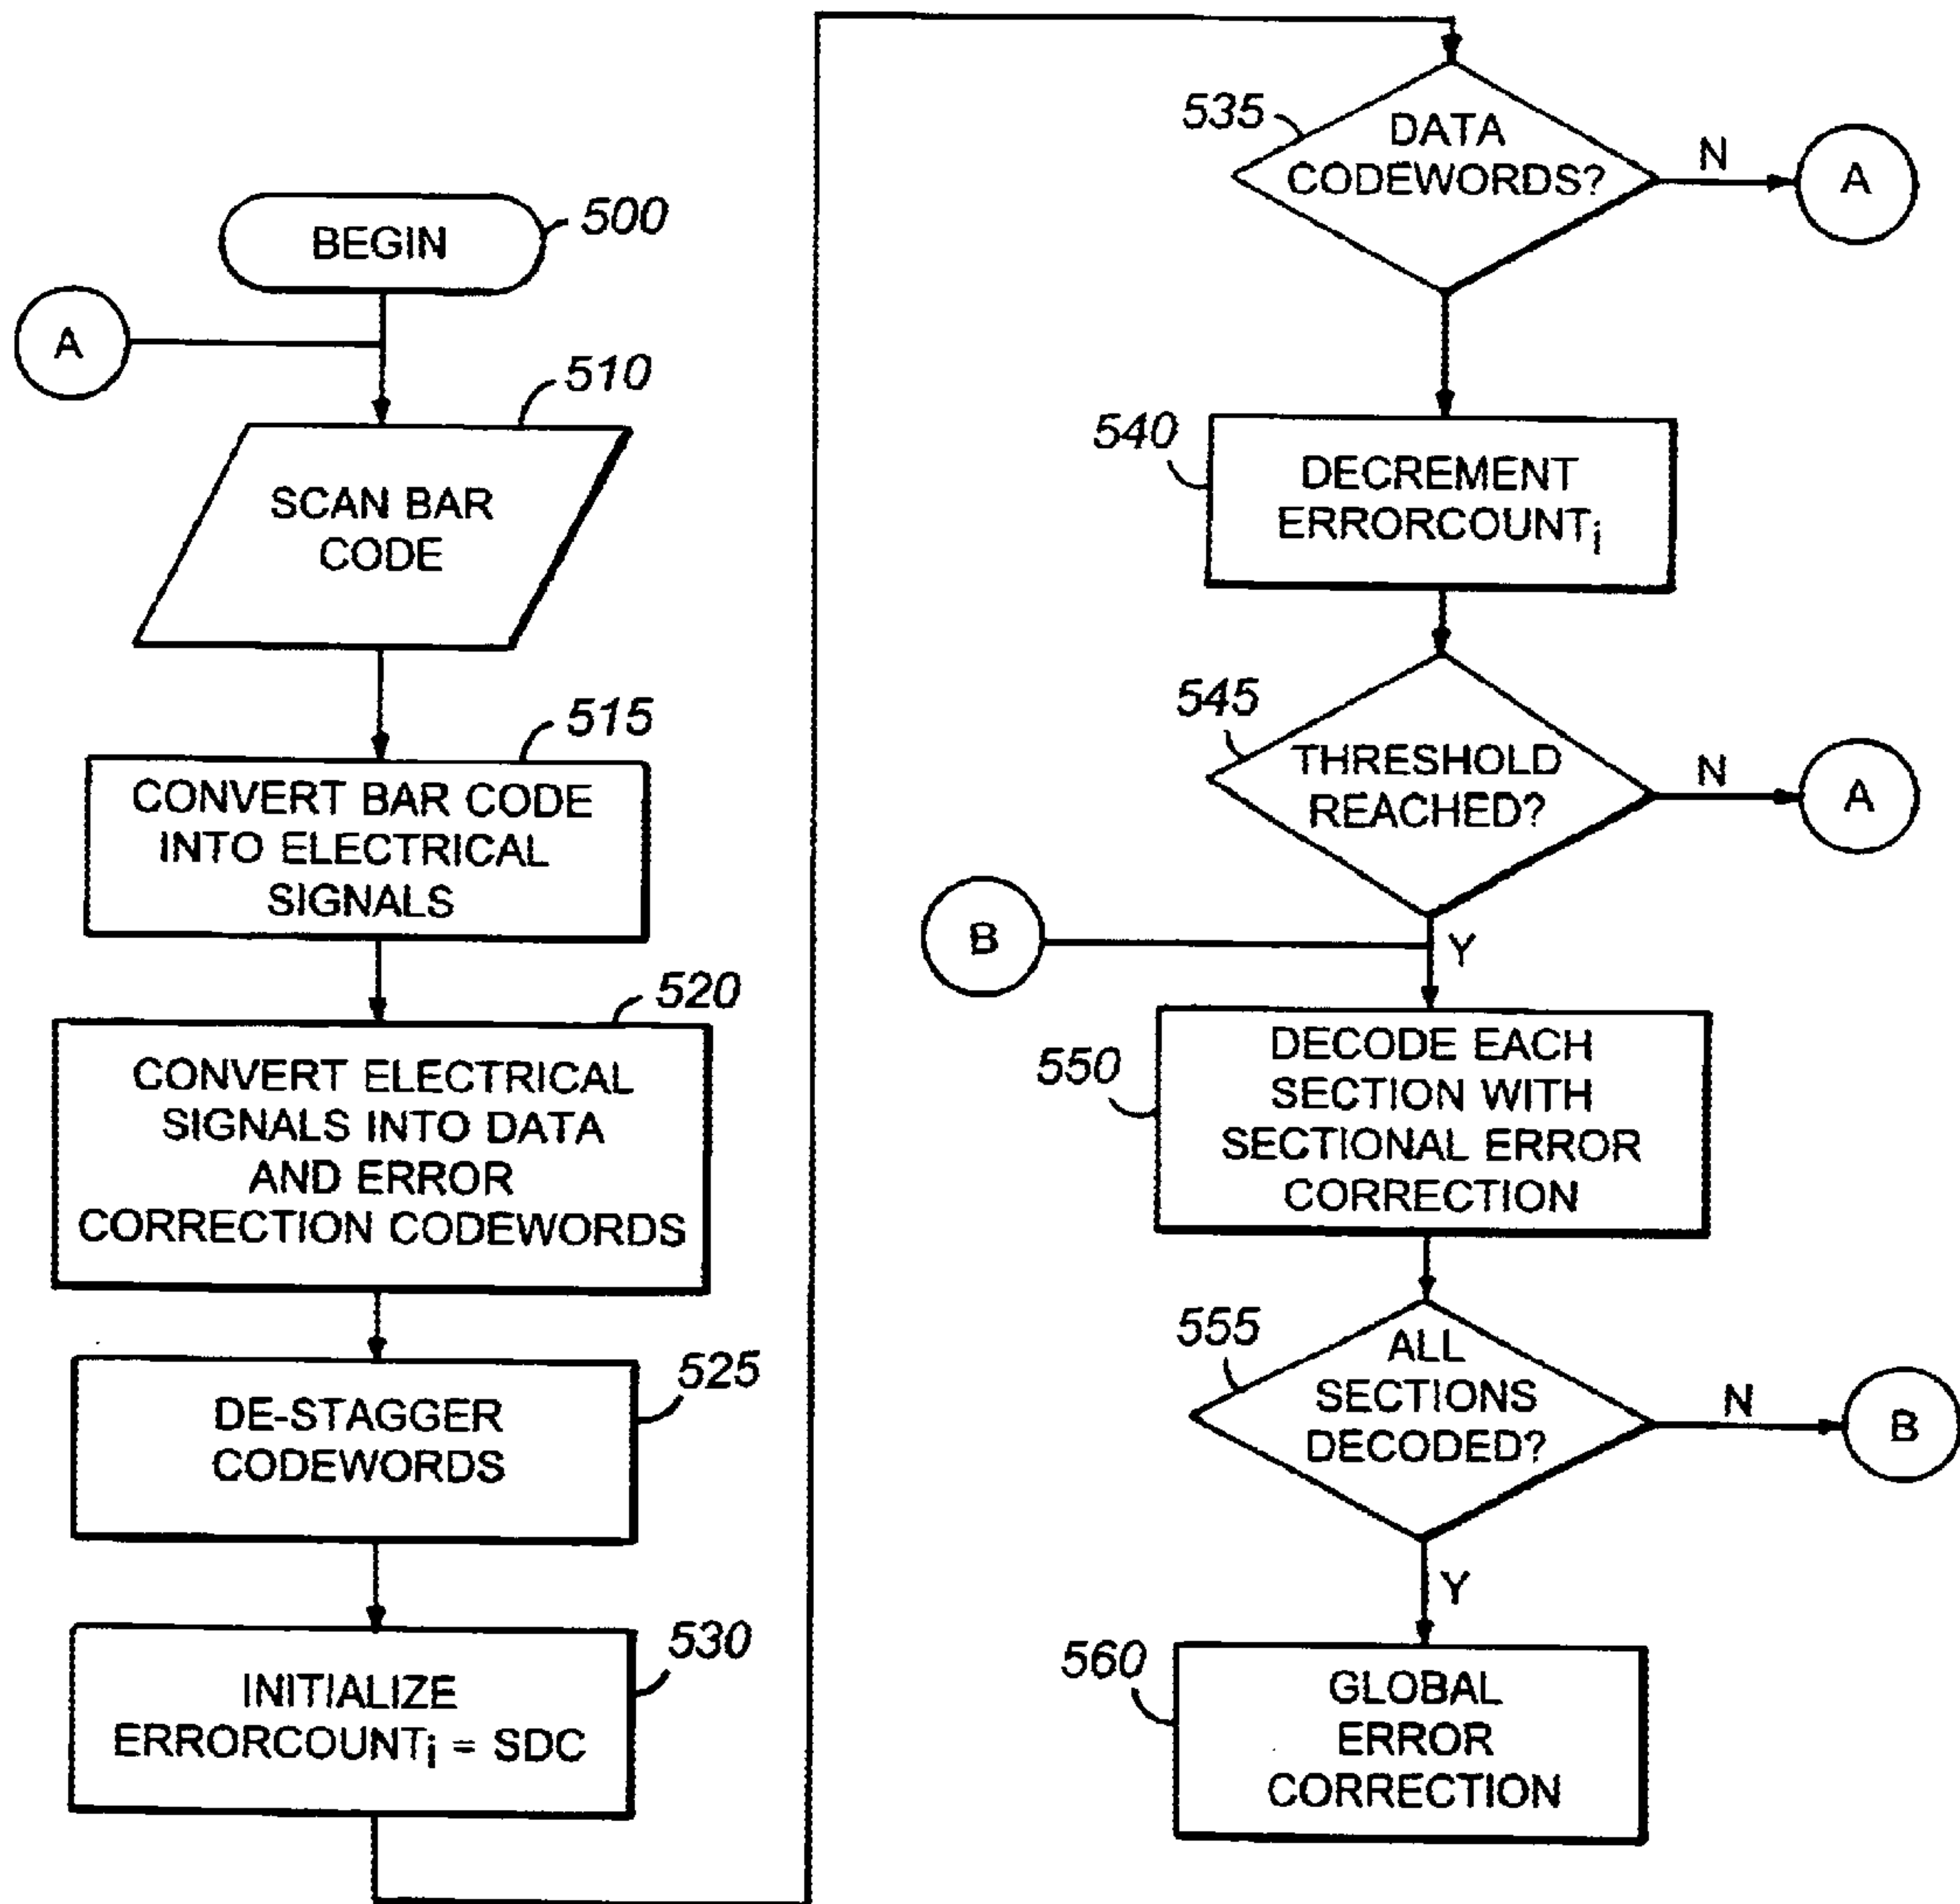 BEGIN
500
A
510
SCAN BAR
CODE
515
CONVERT BAR CODE
INTO ELECTRICAL
SIGNALS
520
CONVERT ELECTRICAL
SIGNALS INTO DATA
AND ERROR
CORRECTION CODEWORDS
525
DE-STAGGER
CODEWORDS
530
INITIALIZE
ERRORCOUNTi = SDC
535
DATA
CODEWORDS?
N
A
540
DECREMENT
ERRORCOUNTi
545
THRESHOLD
REACHED?
N
A
B
Y
550
DECODE EACH
SECTION WITH
SECTIONAL ERROR
CORRECTION
555
ALL
SECTIONS
DECODED?
N
B
Y
560
GLOBAL
ERROR
CORRECTION